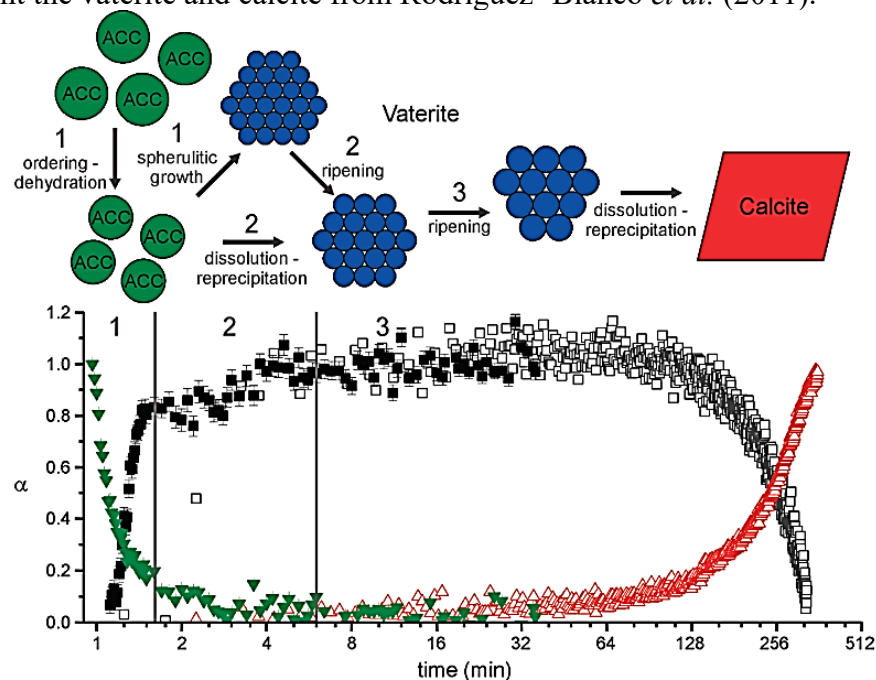 nt the vaterite and calcite from Rodriguez- Blanco et al. (2011).
ACC
ACC
ACC
ACC
1
ordering -
dehydration
1
spherulitic
growth
Vaterite
2
ripening
ACC
ACC
ACC
ACC
2
dissolution -
reprecipitation
3
ripening
dissolution -
reprecipitation
Calcite
1 2 3
1.2
1.0
0.8
0.6
0.4
0.2
0.0
α
1 2 4 8 16 32 64 128 256 512
time (min)